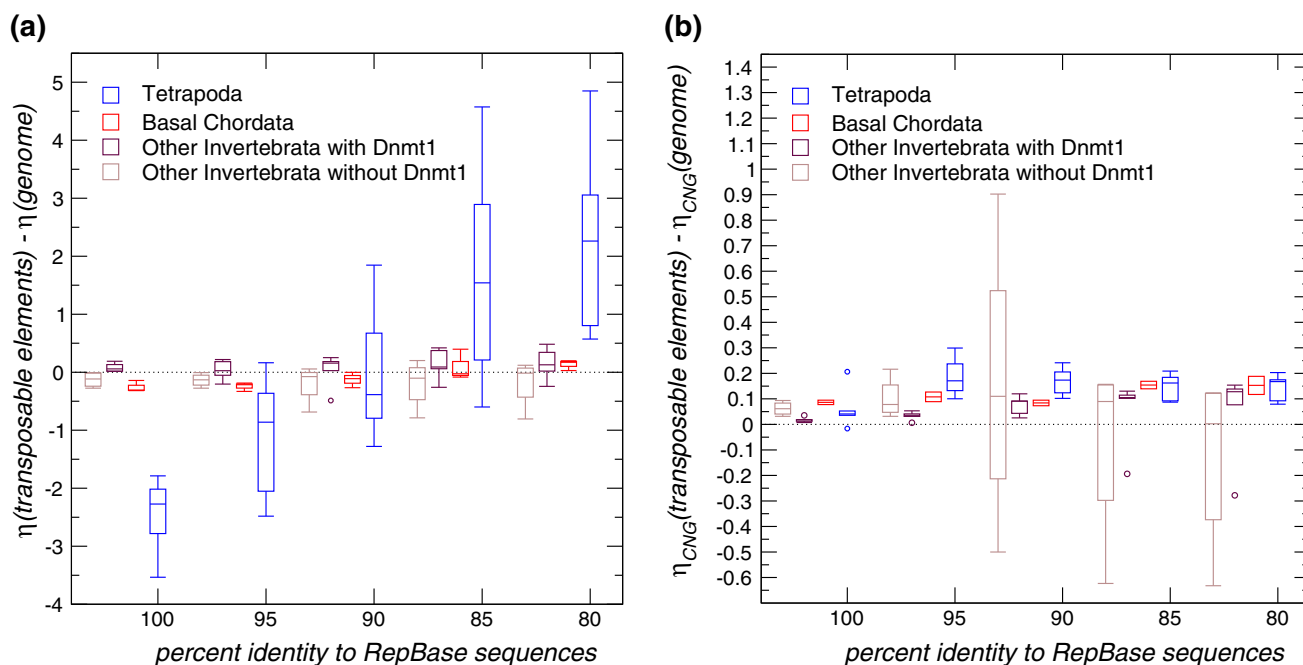 (a)
η(transposable elements) - η(genome)
5
4
3
2
1
0
-1
-2
-3
-4
Tetrapoda
Basal Chordata
Other Invertebrata with Dnmt1
Other Invertebrata without Dnmt1
100
95
90
85
80
percent identity to RepBase sequences
(b)
ηCNG(transposable elements) - ηCNG(genome)
1.4
1.3
1.2
1.1
1
0.9
0.8
0.7
0.6
0.5
0.4
0.3
0.2
0.1
0
-0.1
-0.2
-0.3
-0.4
-0.5
-0.6
Tetrapoda
Basal Chordata
Other Invertebrata with Dnmt1
Other Invertebrata without Dnmt1
100
95
90
85
80
percent identity to RepBase sequences